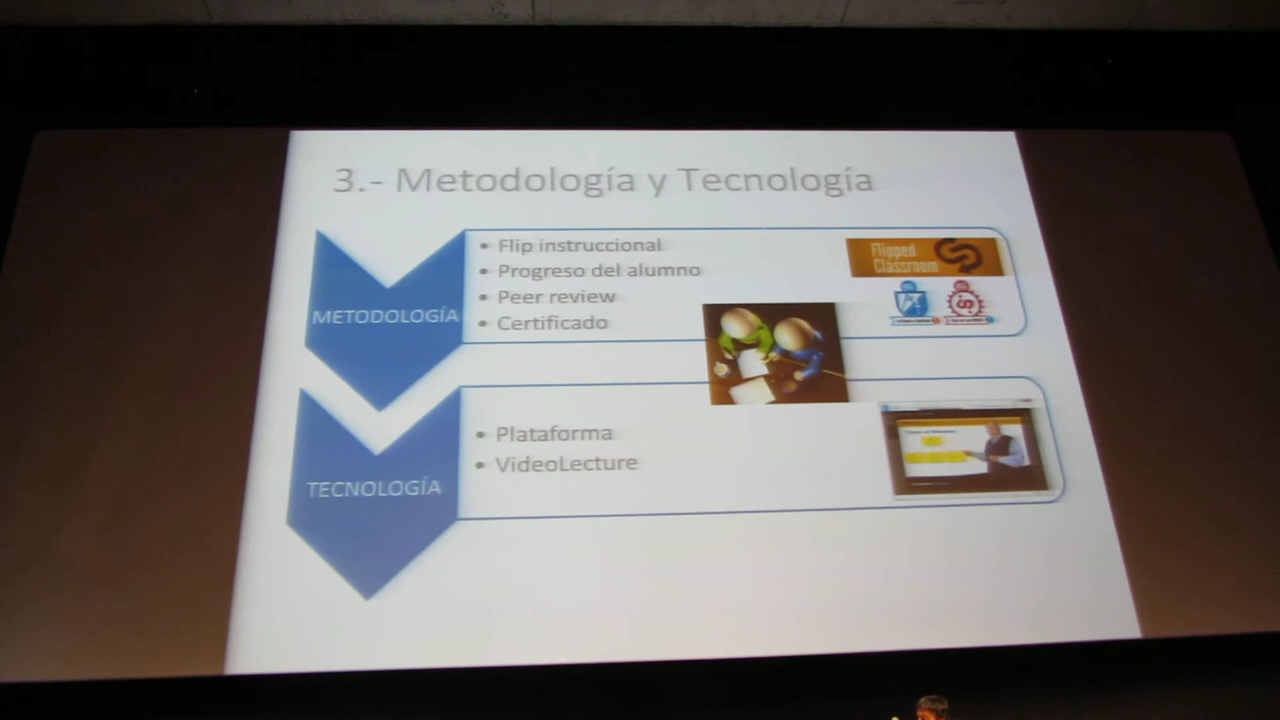 3.- Metodología y Tecnología
METODOLOGÍA
• Flip instruccional
• Progreso del alumno
• Peer review
• Certificado
Flipped
Classroom
TECNOLOGÍA
• Plataforma
• VideoLecture